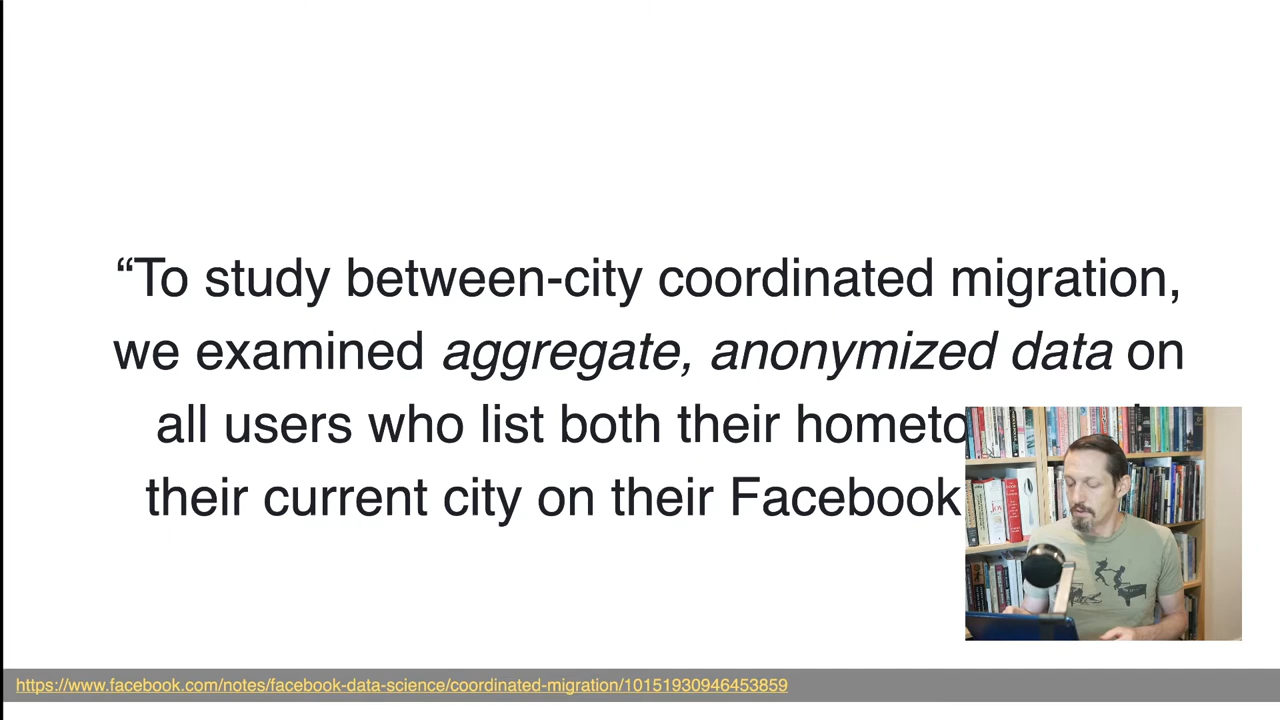 “To study between-city coordinated migration,
we examined aggregate, anonymized data on
all users who list both their
their current city on their Facebook
https://www.facebook.com/notes/facebook-data-science/coordinated-migration/10151930946453859